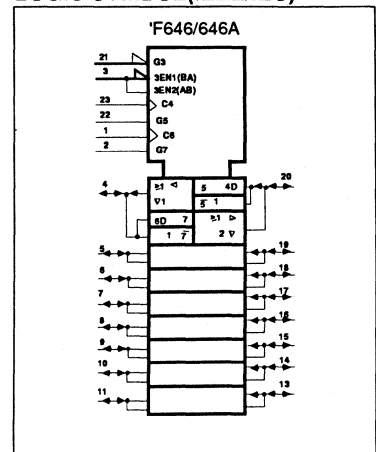 'F646/646A
21 G3
3 3EN1(BA)
3EN2(AB)
23 C4
22 G5
1 C6
2 G7
4 ≥1 ◁ 5 4D 20
▽1 5̅ 1
6D 7 ≥1 ▷
1 7̅ 2 ▽
5 19
6 18
7 17
8 16
9 15
10 14
11 13